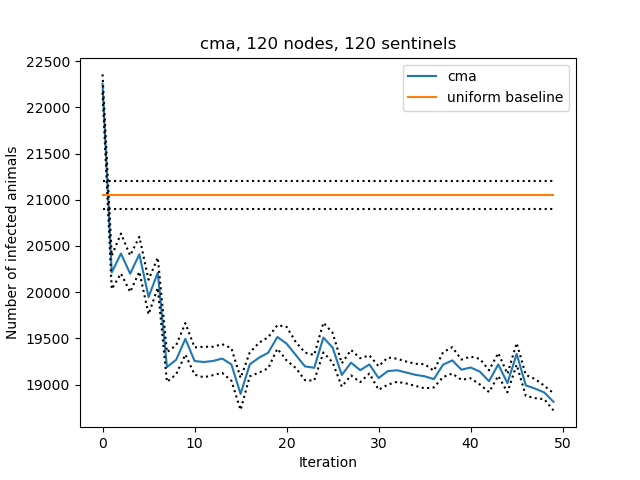 cma, 120 nodes, 120 sentinels
cma
uniform baseline
Number of infected animals
22500
22000
21500
21000
20500
20000
19500
19000
0
10
20
30
40
50
Iteration